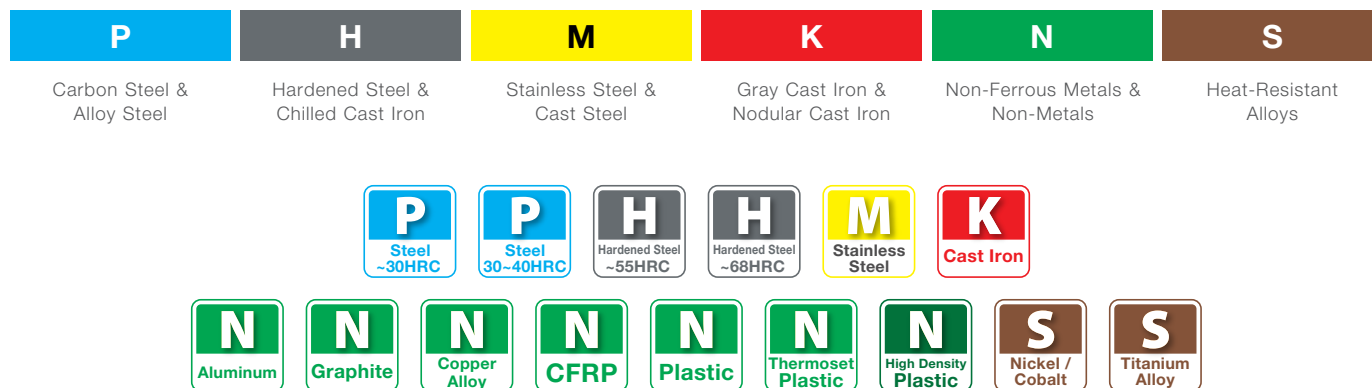 P H M K N S
Carbon Steel & Hardened Steel & Stainless Steel & Gray Cast Iron & Non-Ferrous Metals & Heat-Resistant
Alloy Steel Chilled Cast Iron Cast Steel Nodular Cast Iron Non-Metals Alloys
P P H H M K
Steel Steel Hardened Steel Hardened Steel Stainless Cast Iron
~30HRC 30~40HRC ~55HRC ~68HRC Steel
N N N N N N N S S
Aluminum Graphite Copper CFRP Plastic Thermoset High Density Nickel / Titanium
Alloy Plastic Plastic Cobalt Alloy